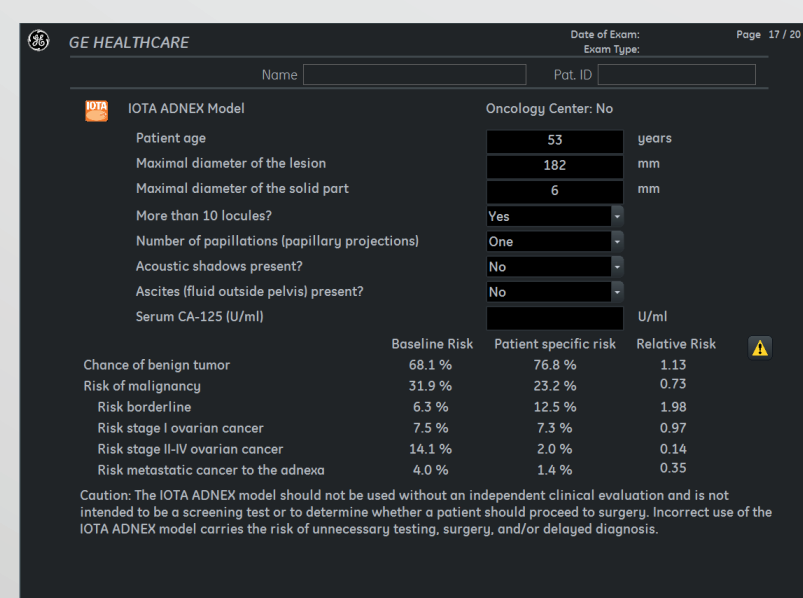 GE HEALTHCARE
Date of Exam:
Exam Type:
Page 17 / 20
Name
Pat. ID
IOTA
IOTA ADNEX Model Oncology Center: No
Patient age 53 years
Maximal diameter of the lesion 182 mm
Maximal diameter of the solid part 6 mm
More than 10 locules? Yes
Number of papillations (papillary projections) One
Acoustic shadows present? No
Ascites (fluid outside pelvis) present? No
Serum CA-125 (U/ml) U/ml
Baseline Risk Patient specific risk Relative Risk
Chance of benign tumor 68.1 % 76.8 % 1.13
Risk of malignancy 31.9 % 23.2 % 0.73
Risk borderline 6.3 % 12.5 % 1.98
Risk stage I ovarian cancer 7.5 % 7.3 % 0.97
Risk stage II-IV ovarian cancer 14.1 % 2.0 % 0.14
Risk metastatic cancer to the adnexa 4.0 % 1.4 % 0.35
Caution: The IOTA ADNEX model should not be used without an independent clinical evaluation and is not
intended to be a screening test or to determine whether a patient should proceed to surgery. Incorrect use of the
IOTA ADNEX model carries the risk of unnecessary testing, surgery, and/or delayed diagnosis.